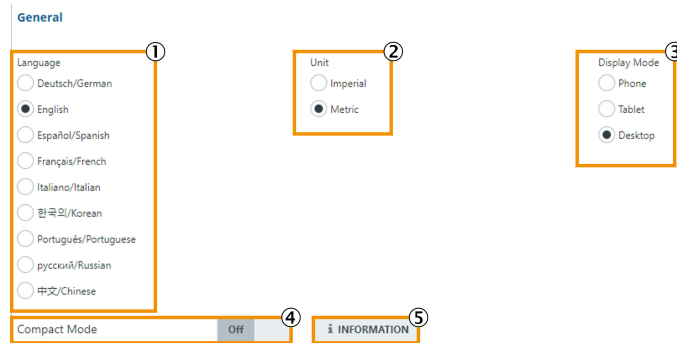 General
①
②
③
Language
Unit
Display Mode
Deutsch/German
Imperial
Phone
English
Metric
Tablet
Español/Spanish
Desktop
Français/French
Italiano/Italian
한국의/Korean
Português/Portuguese
русский/Russian
中文/Chinese
④
⑤
Compact Mode
Off
i INFORMATION